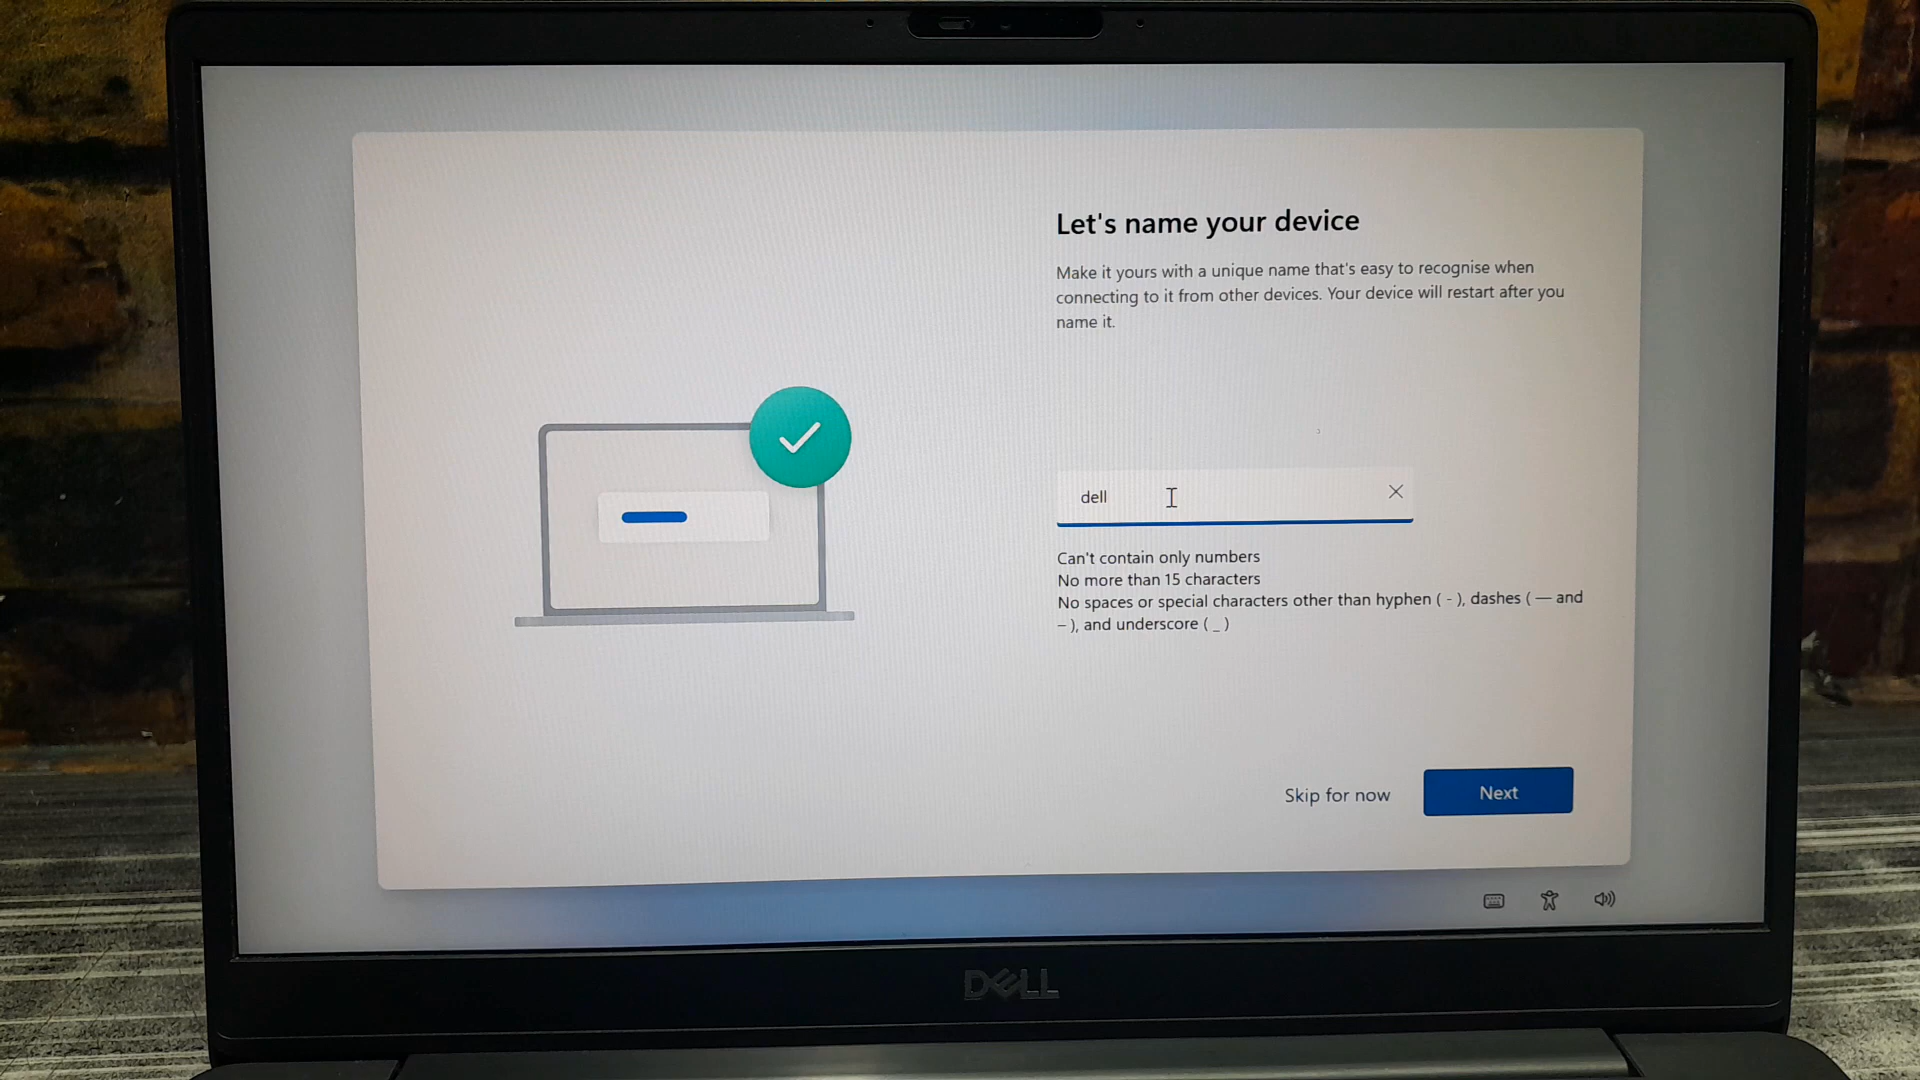 Let's name your device
Make it yours with a unique name that's easy to recognise when
connecting to it from other devices. Your device will restart after you
name it.
dell
Can't contain only numbers
No more than 15 characters
No spaces or special characters other than hyphen ( - ), dashes ( — and
– ), and underscore ( _ )
Skip for now
Next
DELL